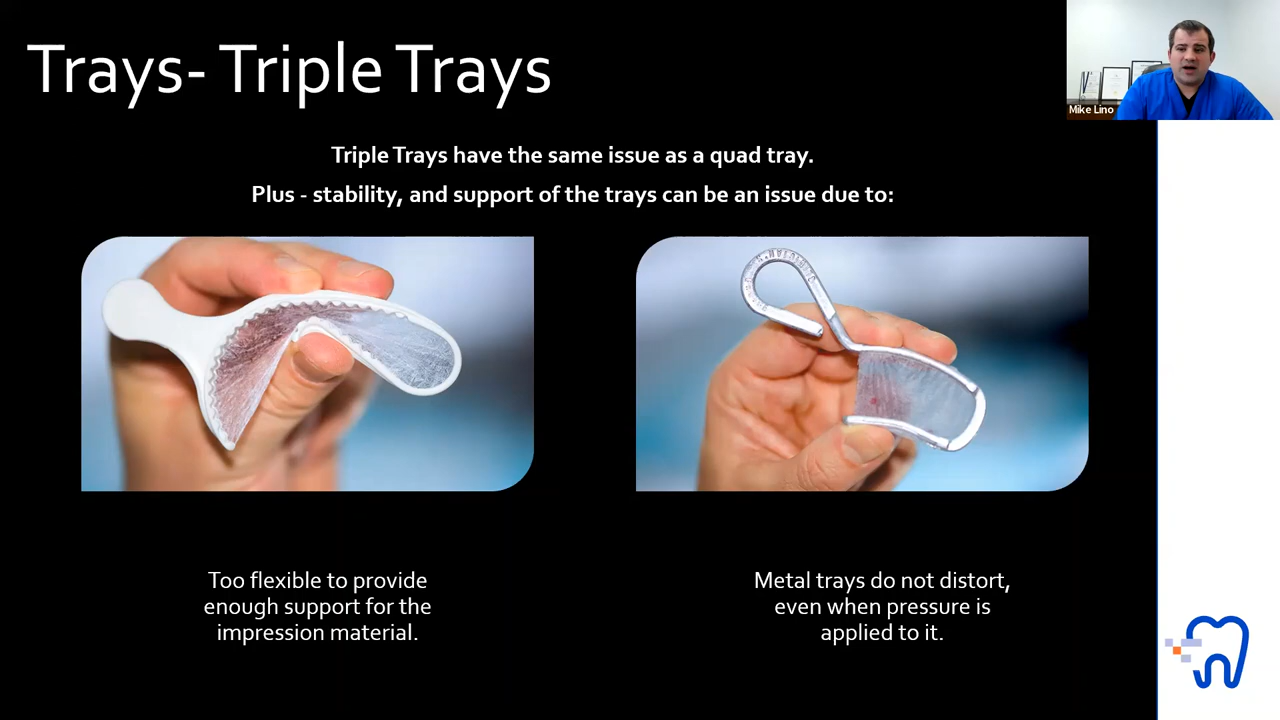 Trays- Triple Trays
Mike Lino
Triple Trays have the same issue as a quad tray.
Plus - stability, and support of the trays can be an issue due to:
Too flexible to provide
enough support for the
impression material.
Metal trays do not distort,
even when pressure is
applied to it.